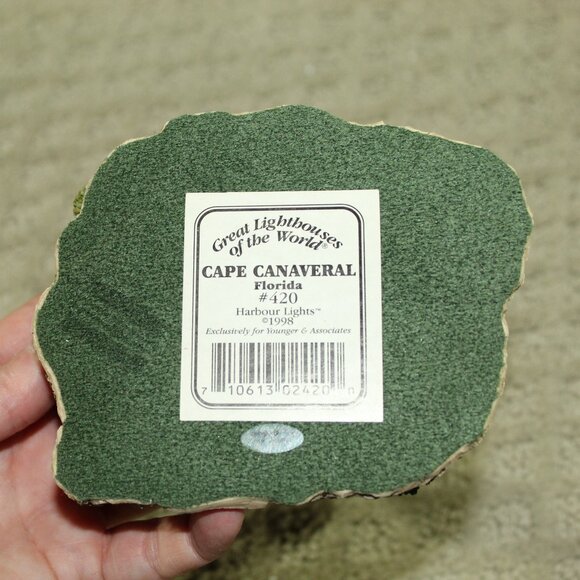 Great Lighthouses
of the World®
CAPE CANAVERAL
Florida
#420
Harbour Lights™
©1998
Exclusively for Younger & Associates
7 10613 02420 0